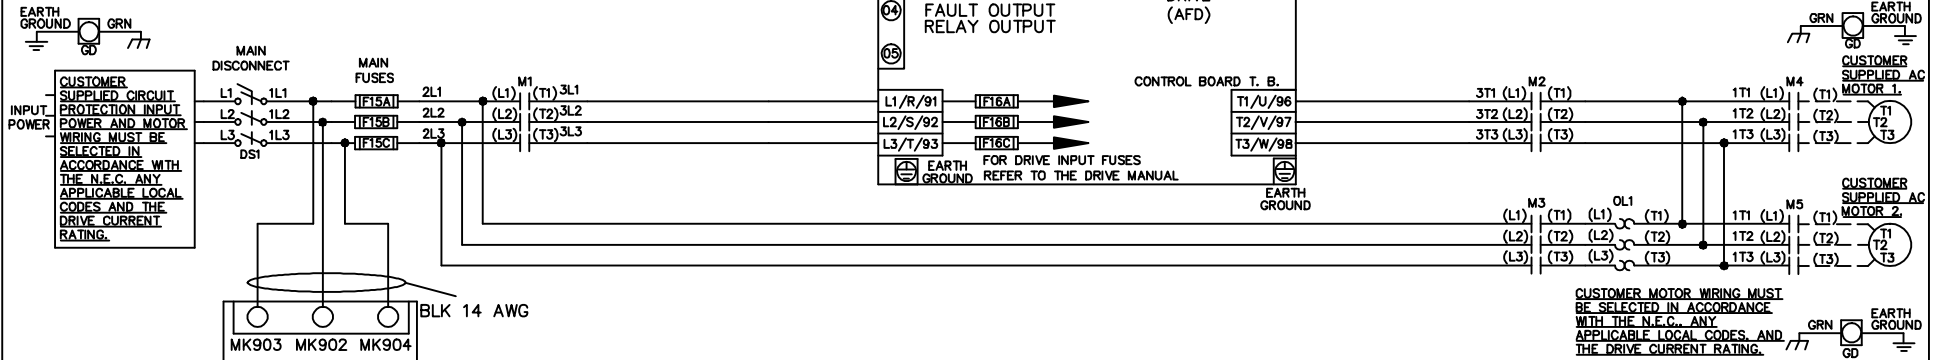 EARTH
GROUND
GRN
GD
MAIN
DISCONNECT
MAIN
FUSES
INPUT
POWER
CUSTOMER
SUPPLIED CIRCUIT
PROTECTION INPUT
POWER AND MOTOR
WIRING MUST BE
SELECTED IN
ACCORDANCE WITH
THE N.E.C. ANY
APPLICABLE LOCAL
CODES AND THE
DRIVE CURRENT
RATING.
L1 1L1 F15A 2L1 (L1) M1 (T1) 3L1
L2 1L2 F15B 2L2 (L2) (T2) 3L2
L3 1L3 F15C 2L3 (L3) (T3) 3L3
DS1
BLK 14 AWG
MK903 MK902 MK904
04
05
FAULT OUTPUT
RELAY OUTPUT
(AFD)
CONTROL BOARD T. B.
L1/R/91 F16A T1/U/96
L2/S/92 F16B T2/V/97
L3/T/93 F16C T3/W/98
EARTH
GROUND
FOR DRIVE INPUT FUSES
REFER TO THE DRIVE MANUAL
EARTH
GROUND
M2 M4
3T1 (L1) (T1) 1T1 (L1) (T1)
3T2 (L2) (T2) 1T2 (L2) (T2)
3T3 (L3) (T3) 1T3 (L3) (T3)
T1
T2
T3
GRN
GD
EARTH
GROUND
CUSTOMER
SUPPLIED AC
MOTOR 1.
M3 OL1 M5
(L1) (T1) (L1) (T1) 1T1 (L1) (T1)
(L2) (T2) (L2) (T2) 1T2 (L2) (T2)
(L3) (T3) (L3) (T3) 1T3 (L3) (T3)
CUSTOMER
SUPPLIED AC
MOTOR 2.
T1
T2
T3
CUSTOMER MOTOR WIRING MUST
BE SELECTED IN ACCORDANCE
WITH THE N.E.C.. ANY
APPLICABLE LOCAL CODES. AND
THE DRIVE CURRENT RATING.
GRN
GD
EARTH
GROUND